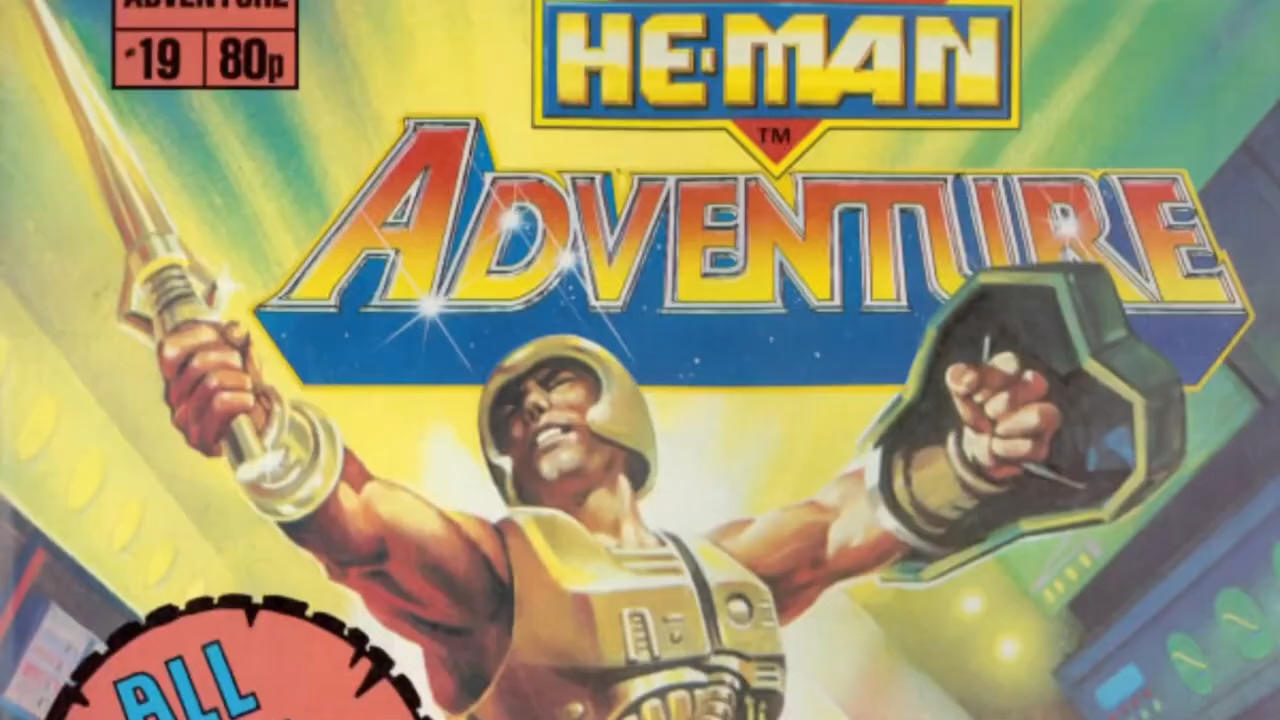 ADVENTURE
-19 80p
HE·MAN
TM
ADVENTURE
ALL